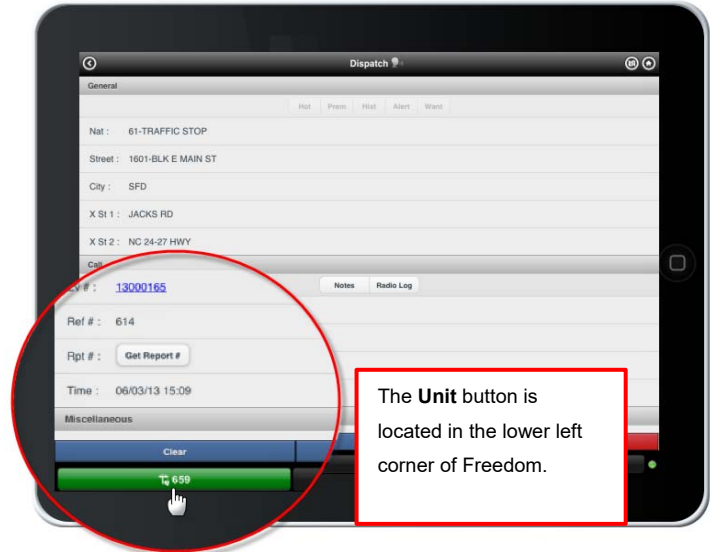 Dispatch
General
Hot Prem Hist Alert Want
Nat : 61-TRAFFIC STOP
Street : 1601-BLK E MAIN ST
City : SFD
X St 1 : JACKS RD
X St 2 : NC 24-27 HWY
Call
Ev # : 13000165
Notes Radio Log
Ref # : 614
Rpt # : Get Report #
Time : 06/03/13 15:09
Miscellaneous
Clear
659
The Unit button is
located in the lower left
corner of Freedom.